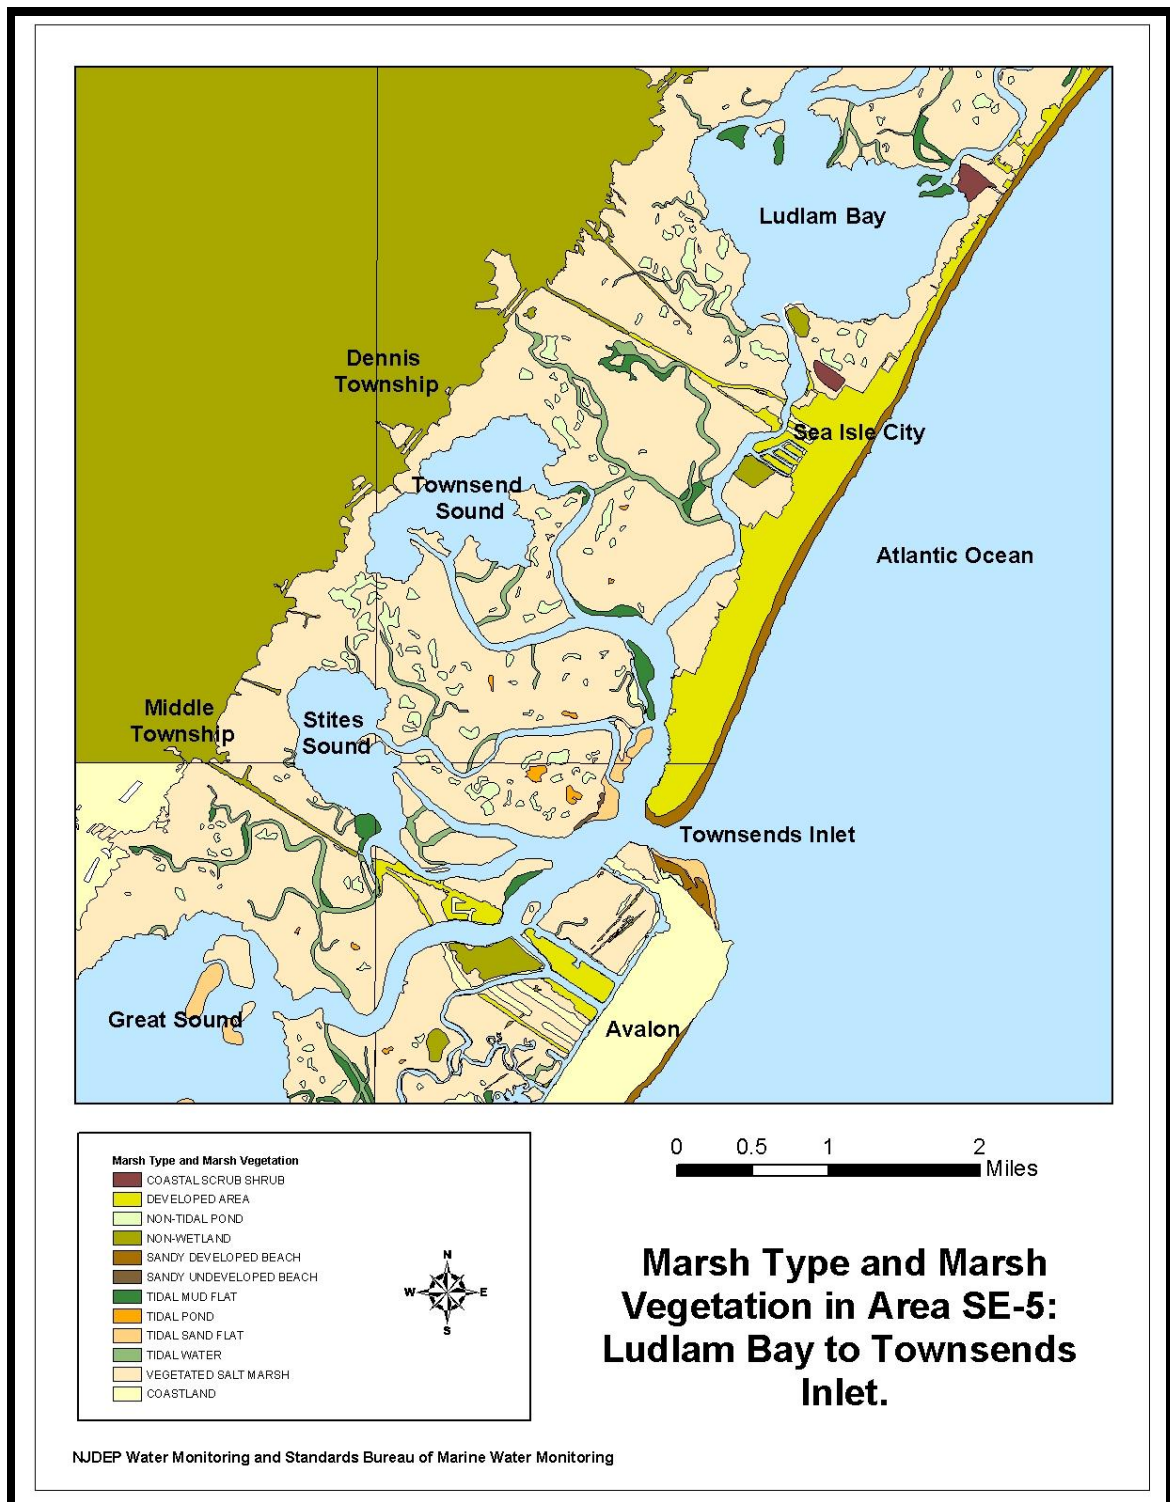 Ludlam Bay
Dennis
Township
Sea Isle City
Townsend
Sound
Atlantic Ocean
Middle
Township
Stites
Sound
Townsends Inlet
Great Sound
Avalon
Marsh Type and Marsh Vegetation
COASTAL SCRUB SHRUB
DEVELOPED AREA
NON-TIDAL POND
NON-WETLAND
SANDY DEVELOPED BEACH
SANDY UNDEVELOPED BEACH
TIDAL MUD FLAT
TIDAL POND
TIDAL SAND FLAT
TIDAL WATER
VEGETATED SALT MARSH
COASTLAND
N
W E
S
0 0.5 1 2
Miles
Marsh Type and Marsh
Vegetation in Area SE-5:
Ludlam Bay to Townsends
Inlet.
NJDEP Water Monitoring and Standards Bureau of Marine Water Monitoring